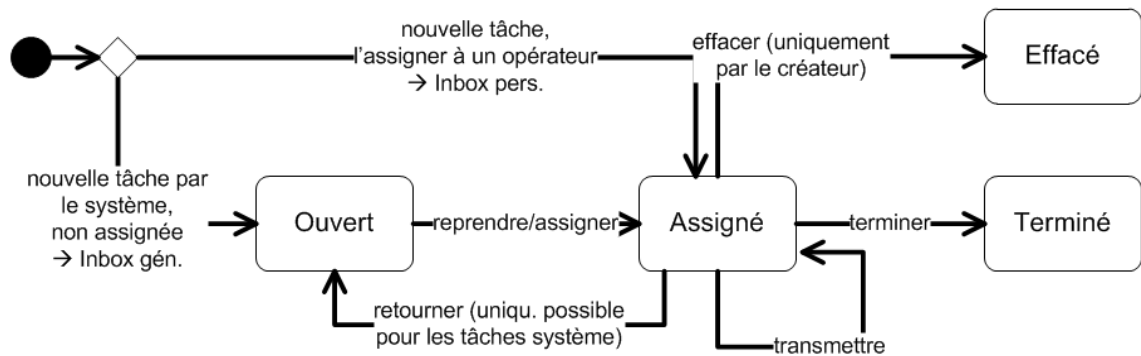 nouvelle tâche,
l'assigner à un opérateur
→ Inbox pers.
effacer (uniquement
par le créateur)
Effacé
nouvelle tâche par
le système,
non assignée
→ Inbox gén.
Ouvert
reprendre/assigner
Assigné
terminer
Terminé
retourner (uniqu. possible
pour les tâches système)
transmettre